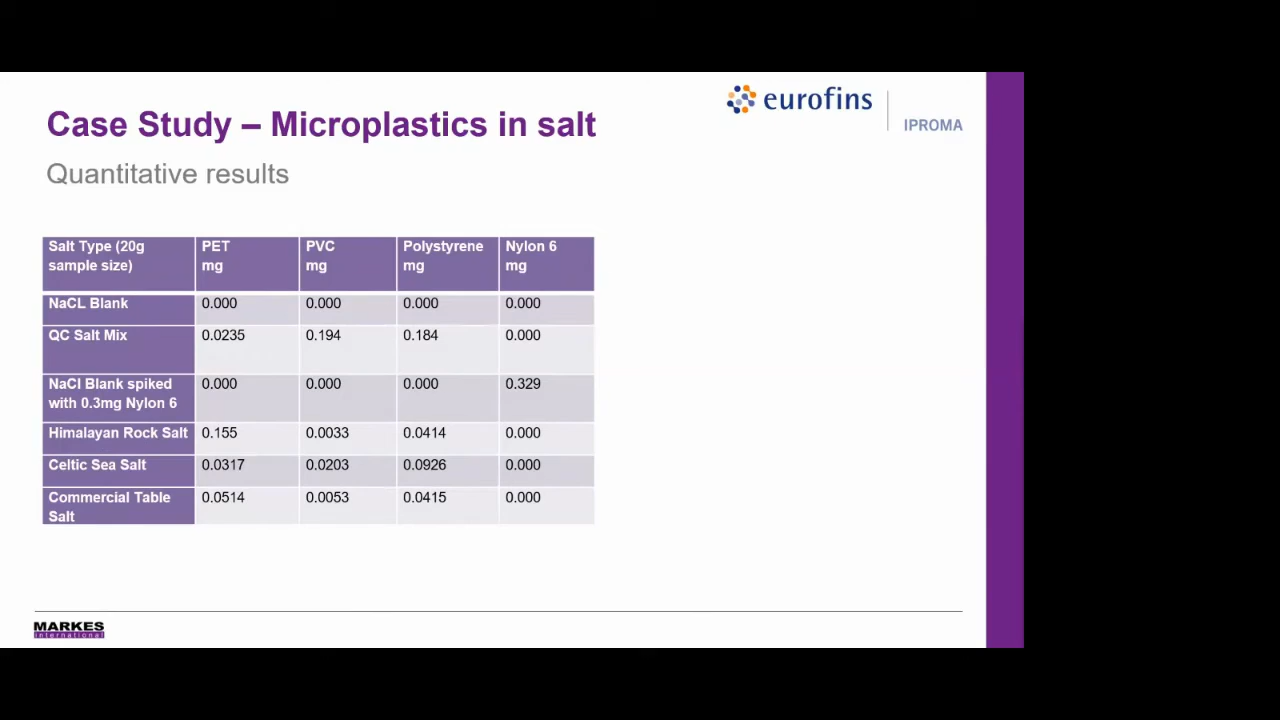 eurofins
IPROMA
Case Study – Microplastics in salt
Quantitative results
Salt Type (20g sample size) PET mg PVC mg Polystyrene mg Nylon 6 mg
NaCL Blank 0.000 0.000 0.000 0.000
QC Salt Mix 0.0235 0.194 0.184 0.000
NaCl Blank spiked with 0.3mg Nylon 6 0.000 0.000 0.000 0.329
Himalayan Rock Salt 0.155 0.0033 0.0414 0.000
Celtic Sea Salt 0.0317 0.0203 0.0926 0.000
Commercial Table Salt 0.0514 0.0053 0.0415 0.000
MARKES
international